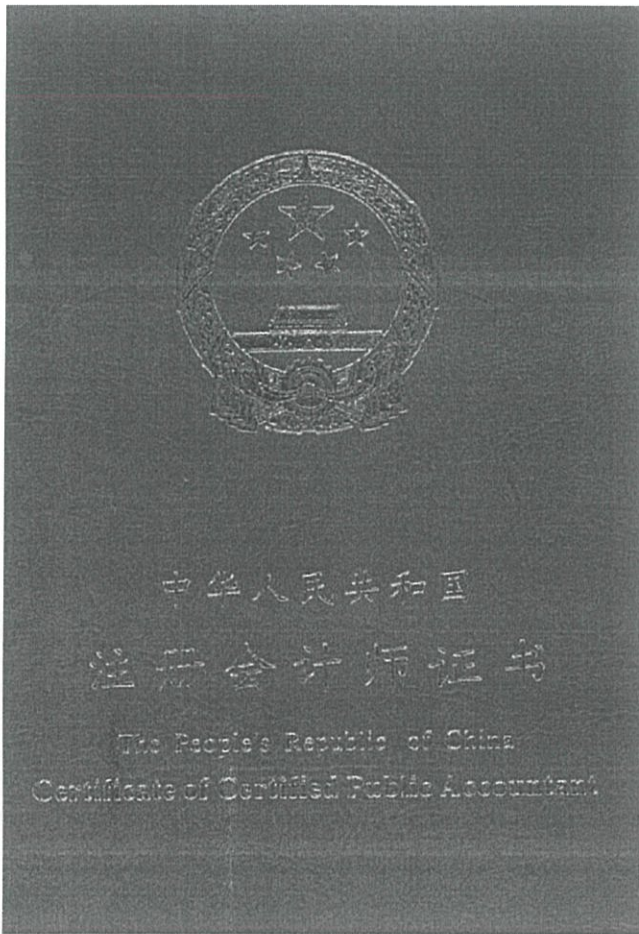 中华人民共和国
注册会计师证书
The People's Republic of China
Certificate of Certified Public Accountant